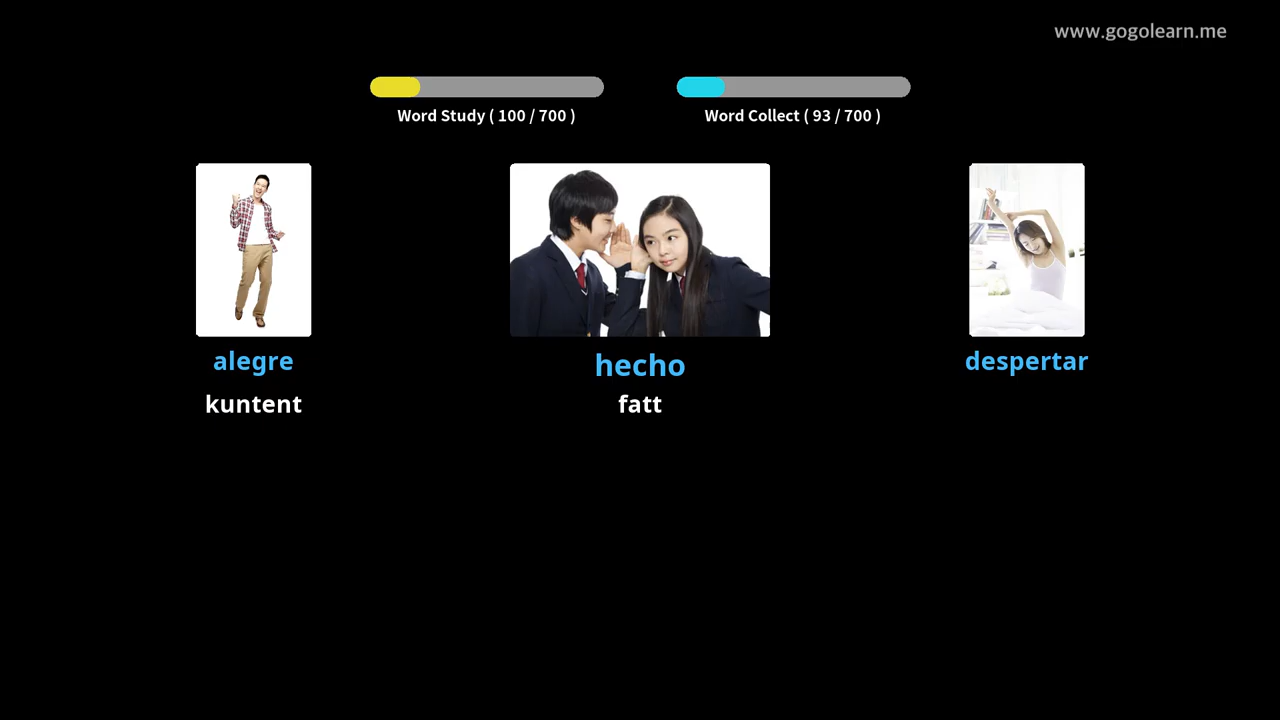 www.gogolearn.me
Word Study ( 100 / 700 )
Word Collect ( 93 / 700 )
alegre
hecho
despertar
kuntent
fatt